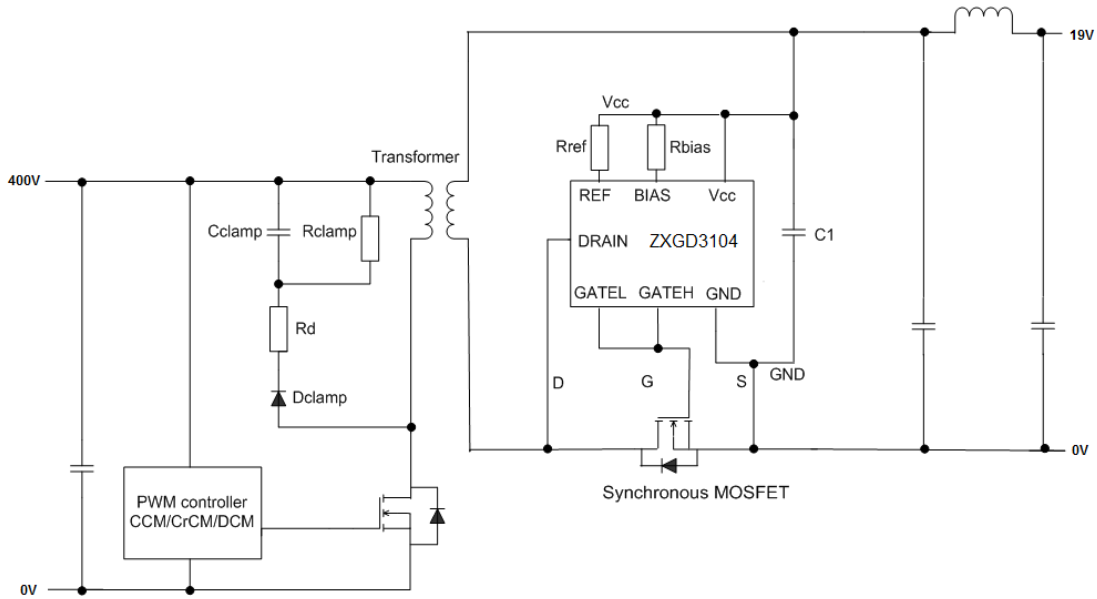 19V
Vcc
Rref
Rbias
Transformer
400V
REF BIAS Vcc
Cclamp
Rclamp
DRAIN ZXGD3104
C1
GATEL GATEH GND
Rd
D
G
S
GND
Dclamp
0V
Synchronous MOSFET
PWM controller
CCM/CrCM/DCM
0V